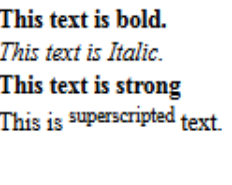 This text is bold.
This text is Italic.
This text is strong
This is superscripted text.